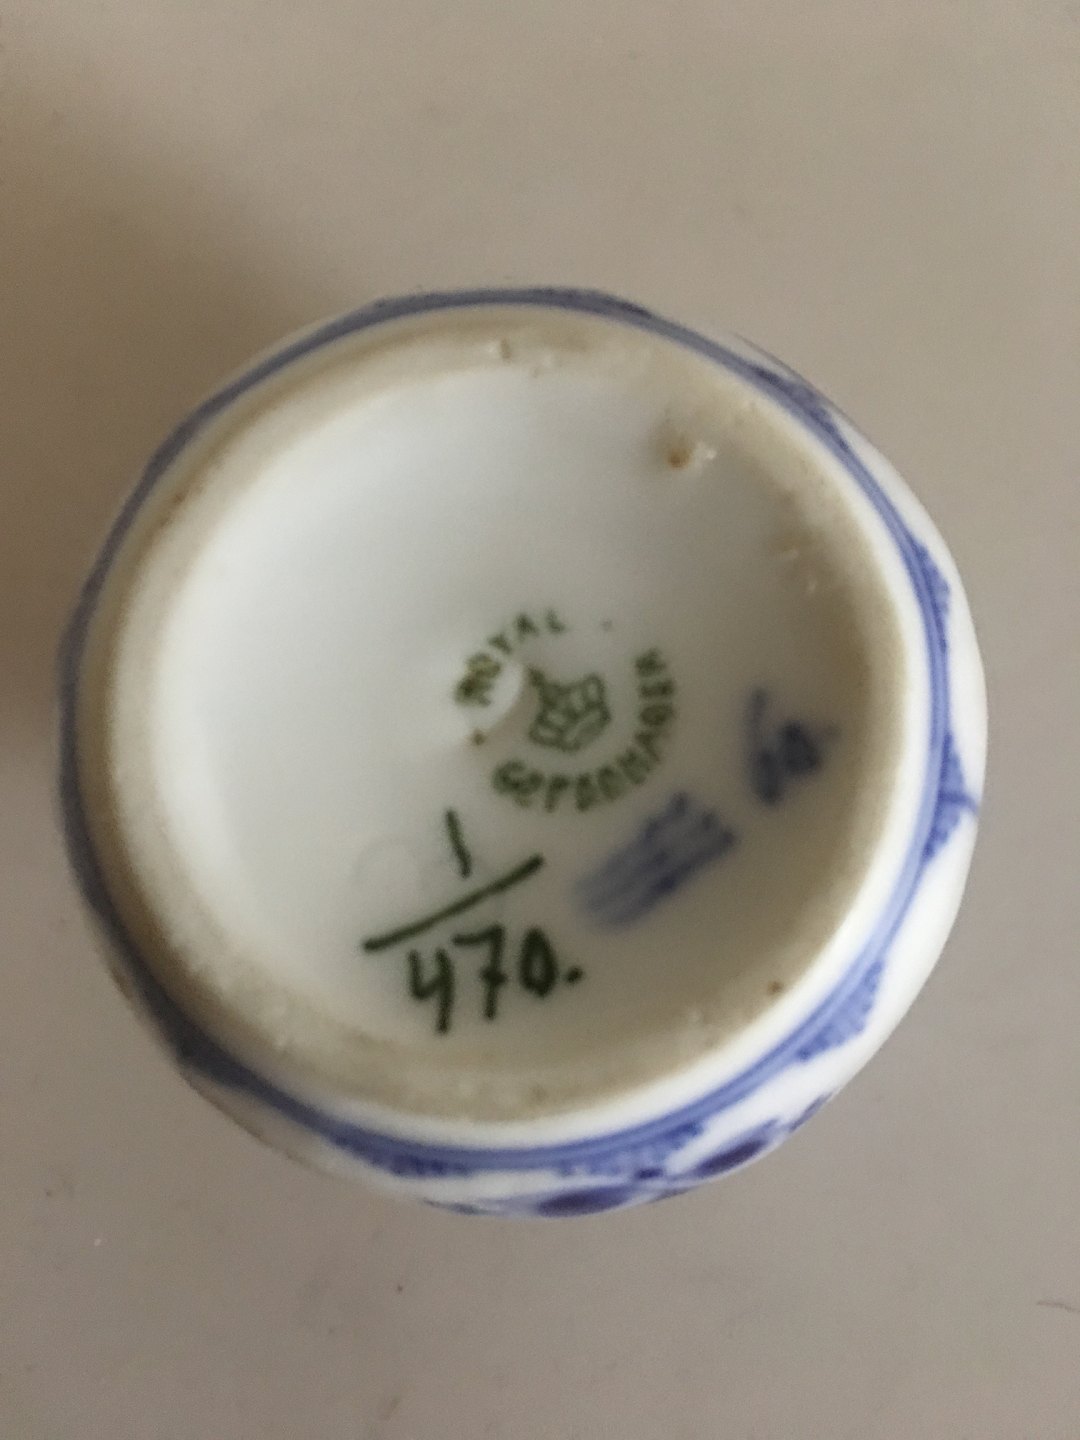 ROYAL
COPENHAGEN
1
470.